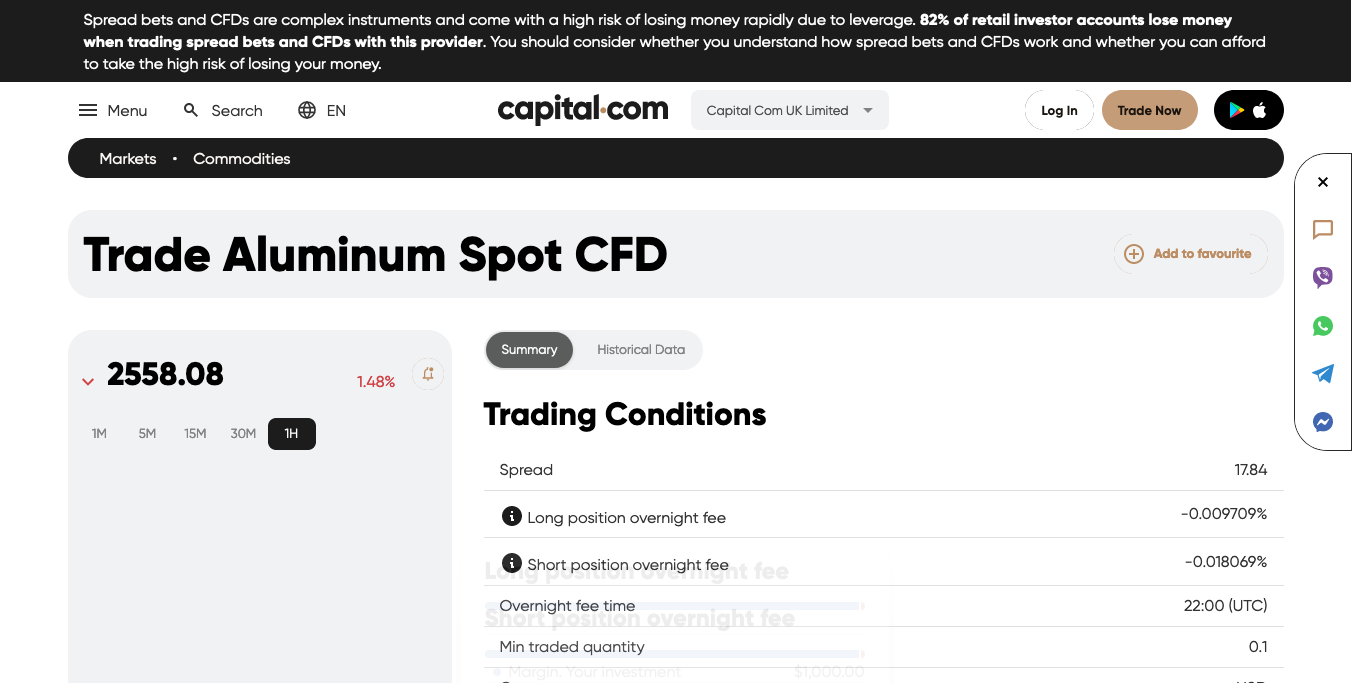 Spread bets and CFDs are complex instruments and come with a high risk of losing money rapidly due to leverage. 82% of retail investor accounts lose money
when trading spread bets and CFDs with this provider. You should consider whether you understand how spread bets and CFDs work and whether you can afford
to take the high risk of losing your money.
Menu Search EN capital.com Capital Com UK Limited Log In Trade Now
Markets • Commodities
Trade Aluminum Spot CFD
Add to favourite
2558.08 1.48%
1M 5M 15M 30M 1H
Summary Historical Data
Trading Conditions
Spread 17.84
Long position overnight fee -0.009709%
Short position overnight fee -0.018069%
Long position overnight fee
Overnight fee time 22:00 (UTC)
Short position overnight fee
Min traded quantity 0.1
Margin. Your investment $1,000.00